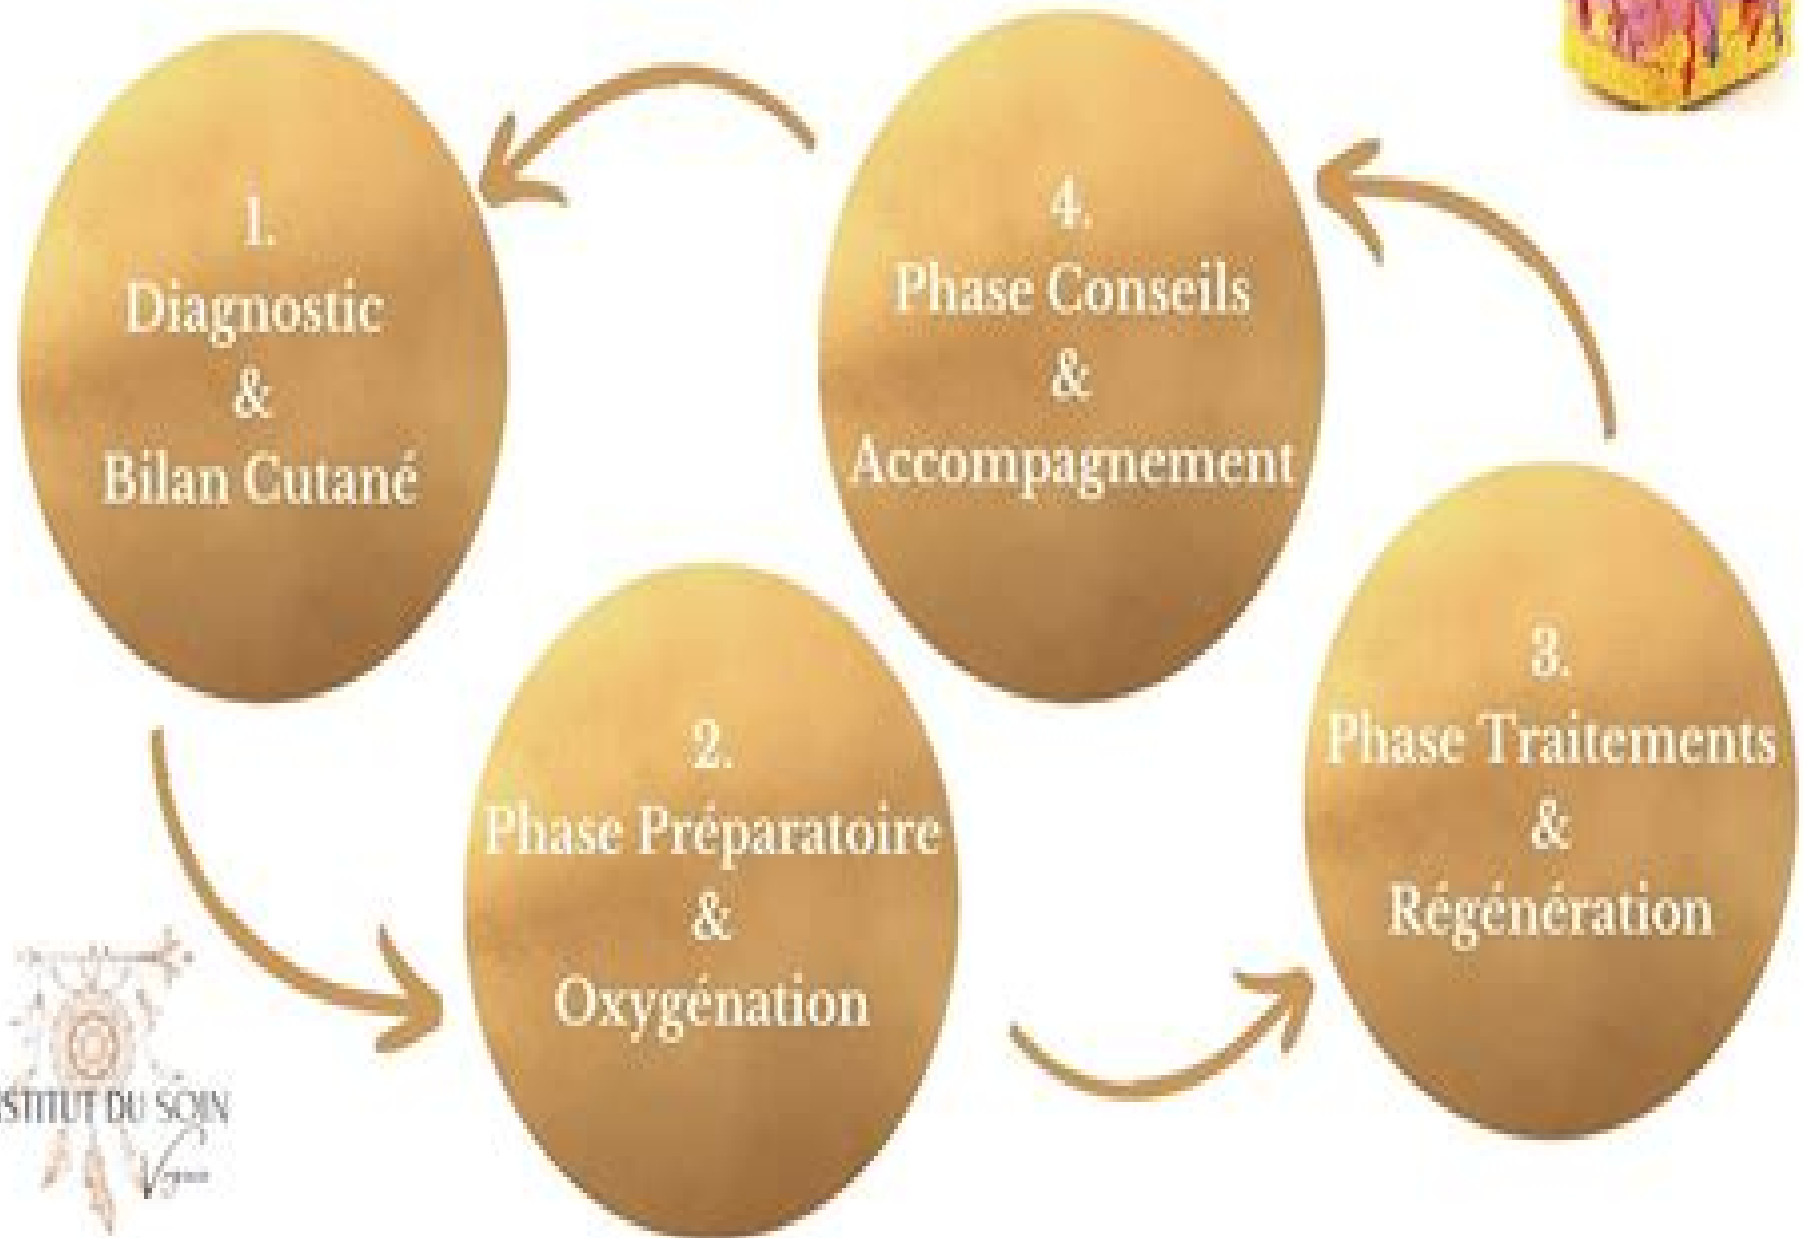 1.
Diagnostic
&
Bilan Cutané
2.
Phase Préparatoire
&
Oxygénation
3.
Phase Traitements
&
Régénération
4.
Phase Conseils
&
Accompagnement
STITUT DU SOIN